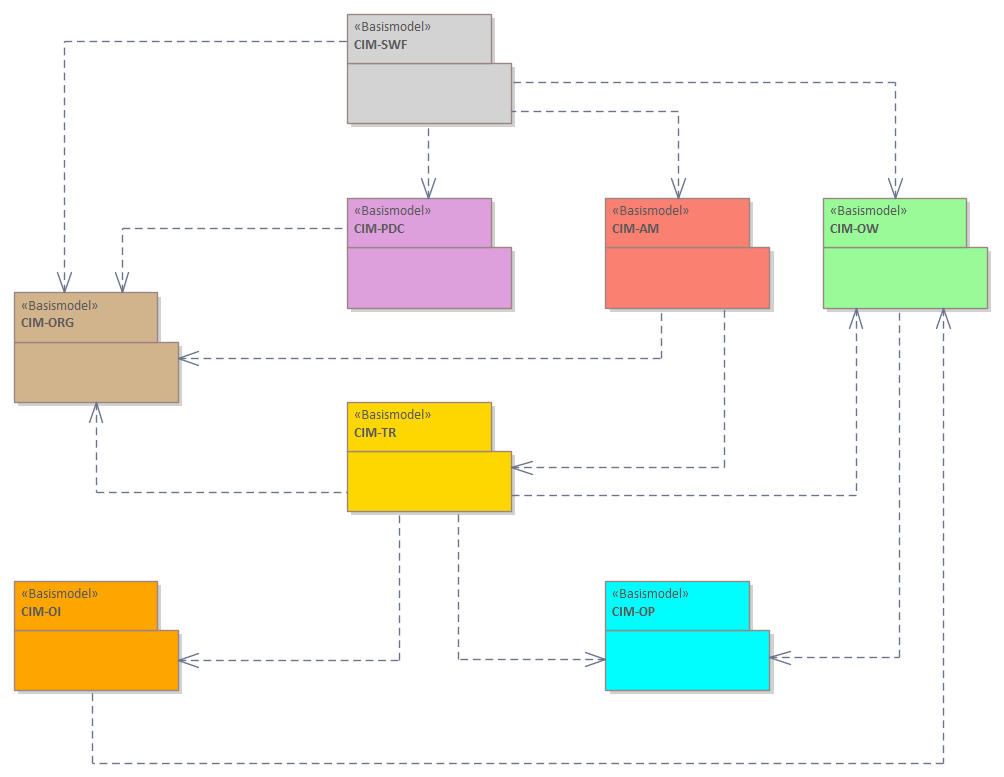 «Basismodel»
CIM-SWF
«Basismodel»
CIM-PDC
«Basismodel»
CIM-AM
«Basismodel»
CIM-OW
«Basismodel»
CIM-ORG
«Basismodel»
CIM-TR
«Basismodel»
CIM-OI
«Basismodel»
CIM-OP